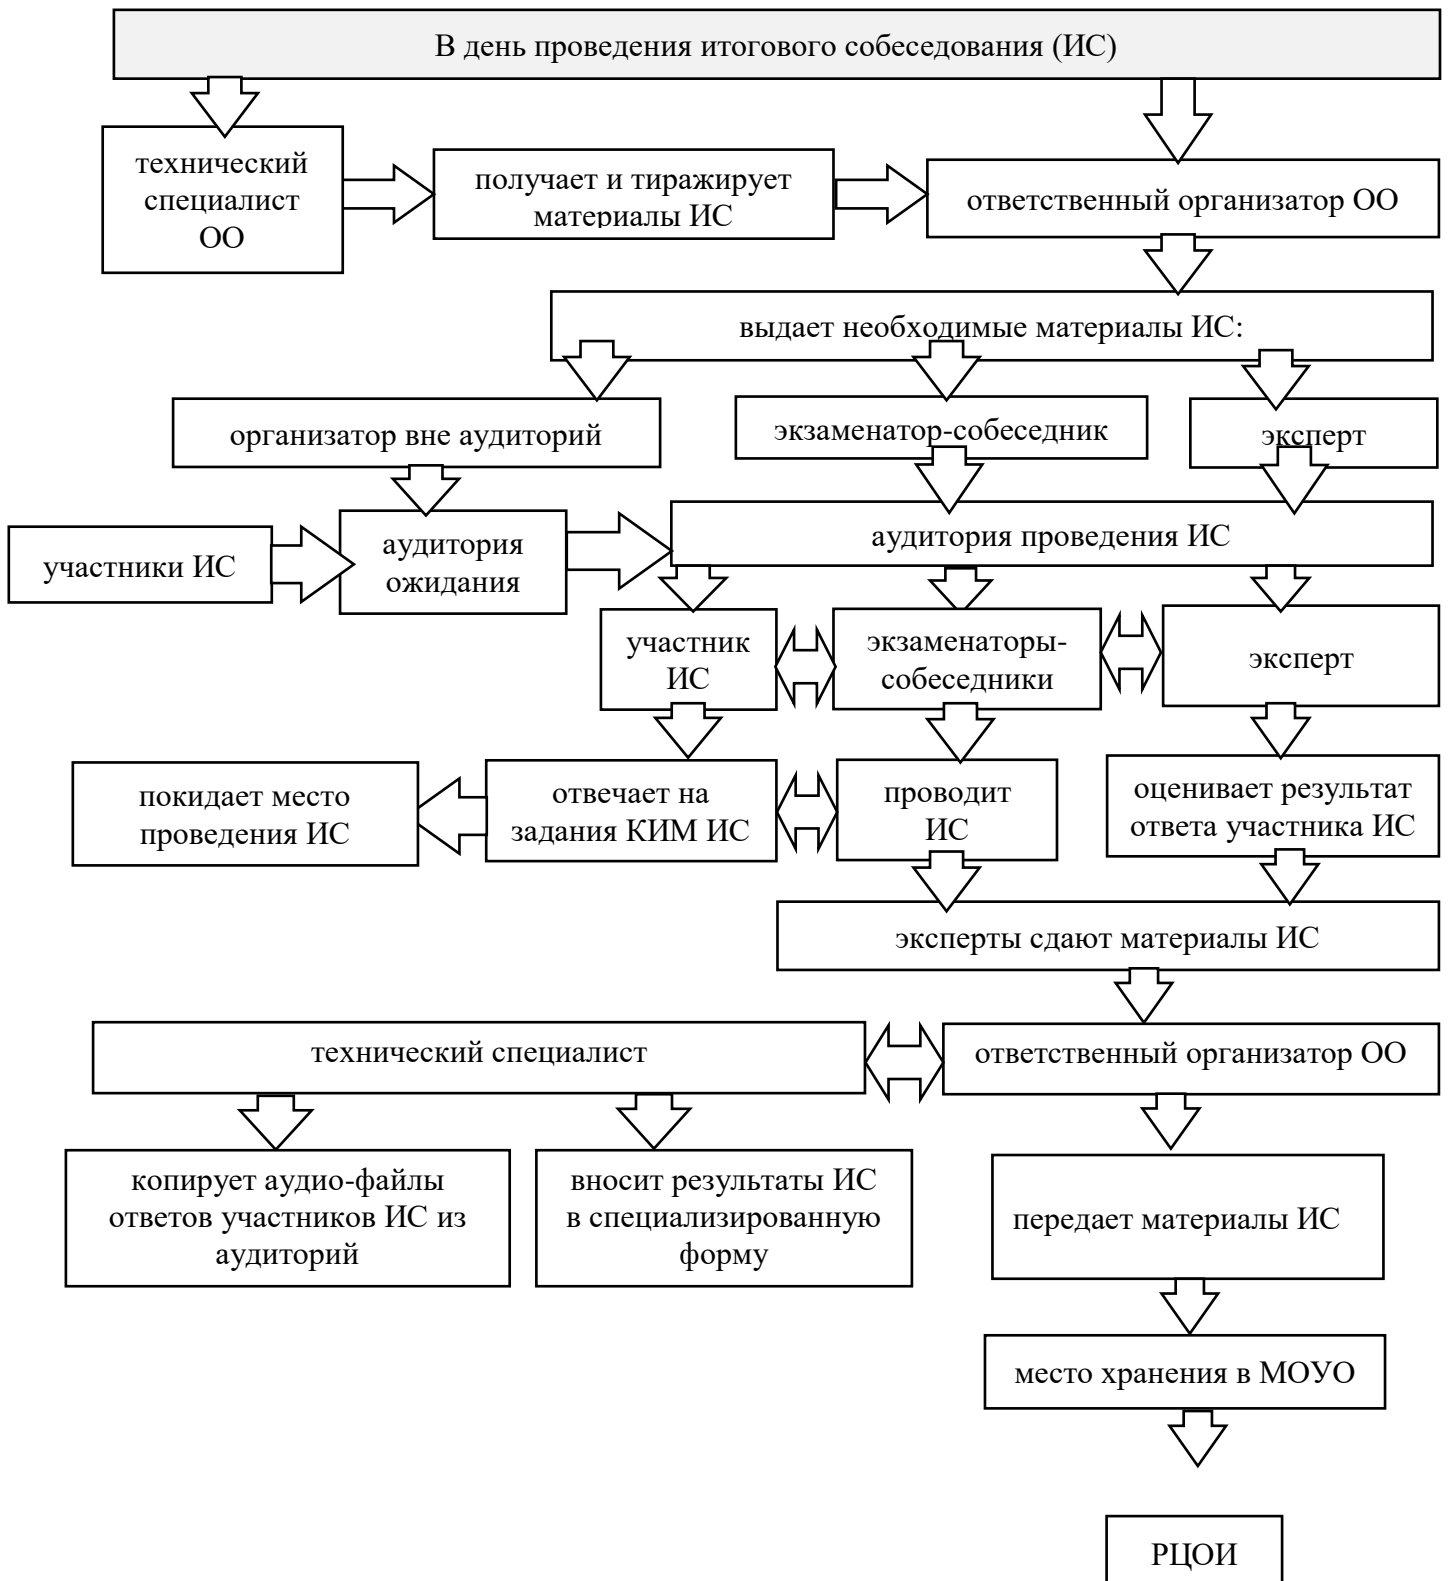 В день проведения итогового собеседования (ИС)
технический
специалист
ОО
получает и тиражирует
материалы ИС
ответственный организатор ОО
выдает необходимые материалы ИС:
организатор вне аудиторий
экзаменатор-собеседник
эксперт
участники ИС
аудитория
ожидания
аудитория проведения ИС
участник
ИС
экзаменаторы-
собеседники
эксперт
покидает место
проведения ИС
отвечает на
задания КИМ ИС
проводит
ИС
оценивает результат
ответа участника ИС
эксперты сдают материалы ИС
технический специалист
ответственный организатор ОО
копирует аудио-файлы
ответов участников ИС из
аудиторий
вносит результаты ИС
в специализированную
форму
передает материалы ИС
место хранения в МОУО
РЦОИ